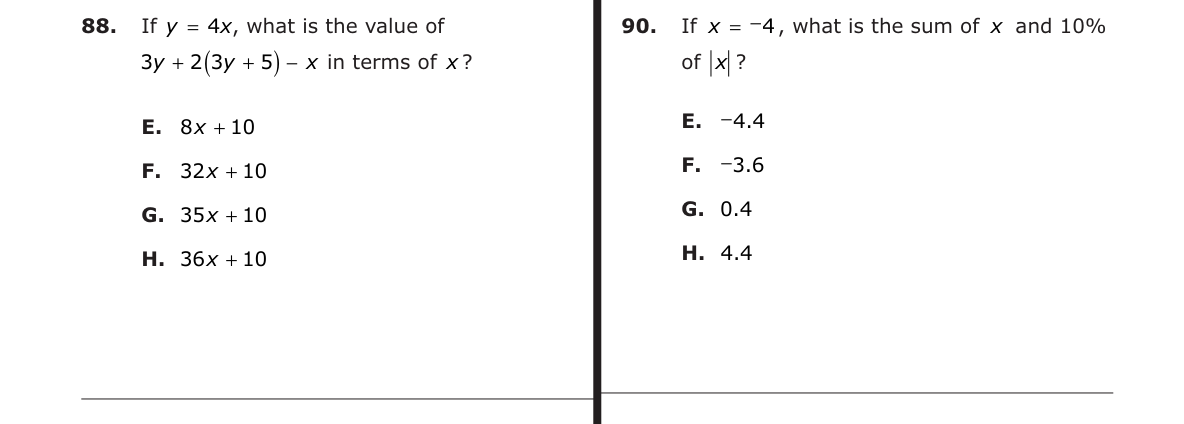 88. If y = 4x, what is the value of
3y + 2(3y + 5) – x in terms of x?
E. 8x + 10
F. 32x + 10
G. 35x + 10
H. 36x + 10
90. If x = −4, what is the sum of x and 10%
of |x|?
E. −4.4
F. −3.6
G. 0.4
H. 4.4